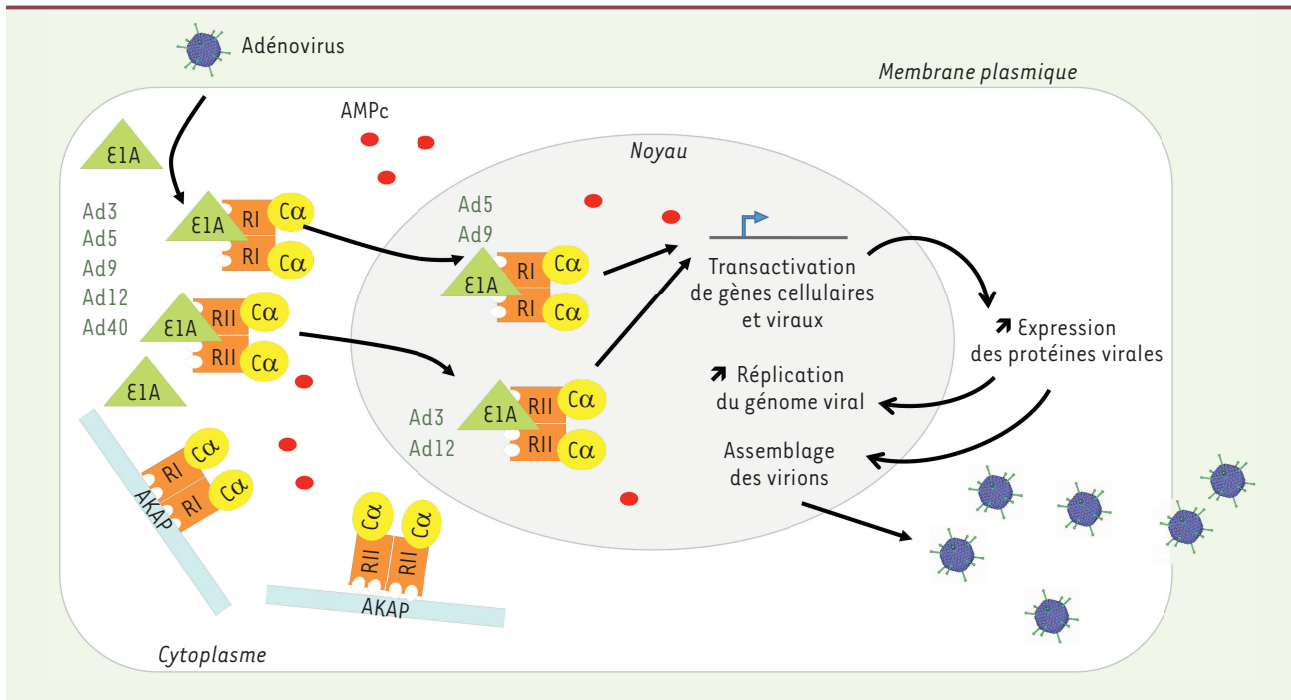 Adénovirus
Membrane plasmique
AMPc
Noyau
E1A
Ad3
Ad5
Ad9
Ad12
Ad40
E1A
RI
Cα
RI
Cα
E1A
RII
Cα
RII
Cα
E1A
Ad5
Ad9
E1A
RI
Cα
RI
Cα
Ad3
Ad12
E1A
RII
Cα
RII
Cα
Transactivation
de gènes cellulaires
et viraux
↗ Expression
des protéines virales
↗ Réplication
du génome viral
Assemblage
des virions
RI
Cα
RI
Cα
AKAP
RII
Cα
RII
Cα
AKAP
Cytoplasme